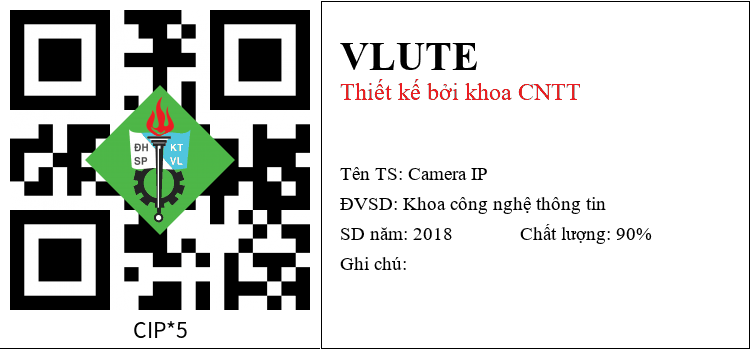 ĐH KT
SP VL
CIP*5
VLUTE
Thiết kế bởi khoa CNTT
Tên TS: Camera IP
ĐVSD: Khoa công nghệ thông tin
SD năm: 2018 Chất lượng: 90%
Ghi chú: